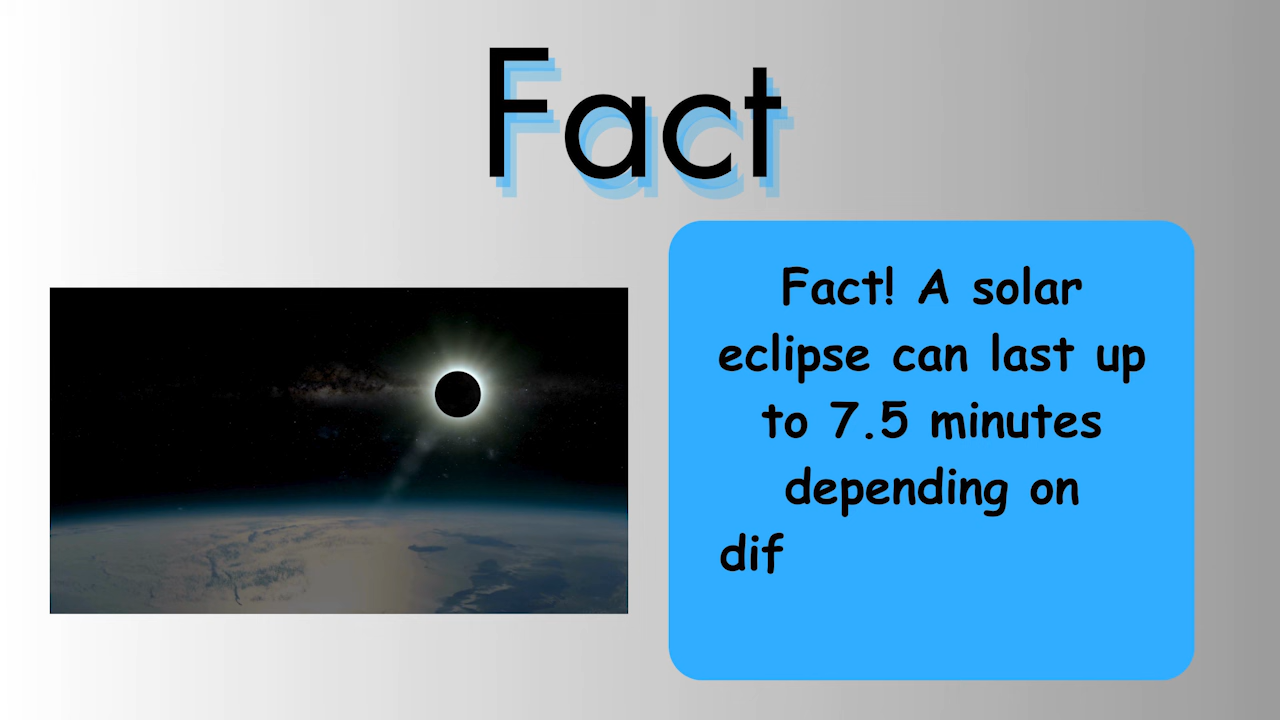 Fact
Fact! A solar
eclipse can last up
to 7.5 minutes
depending on
dif